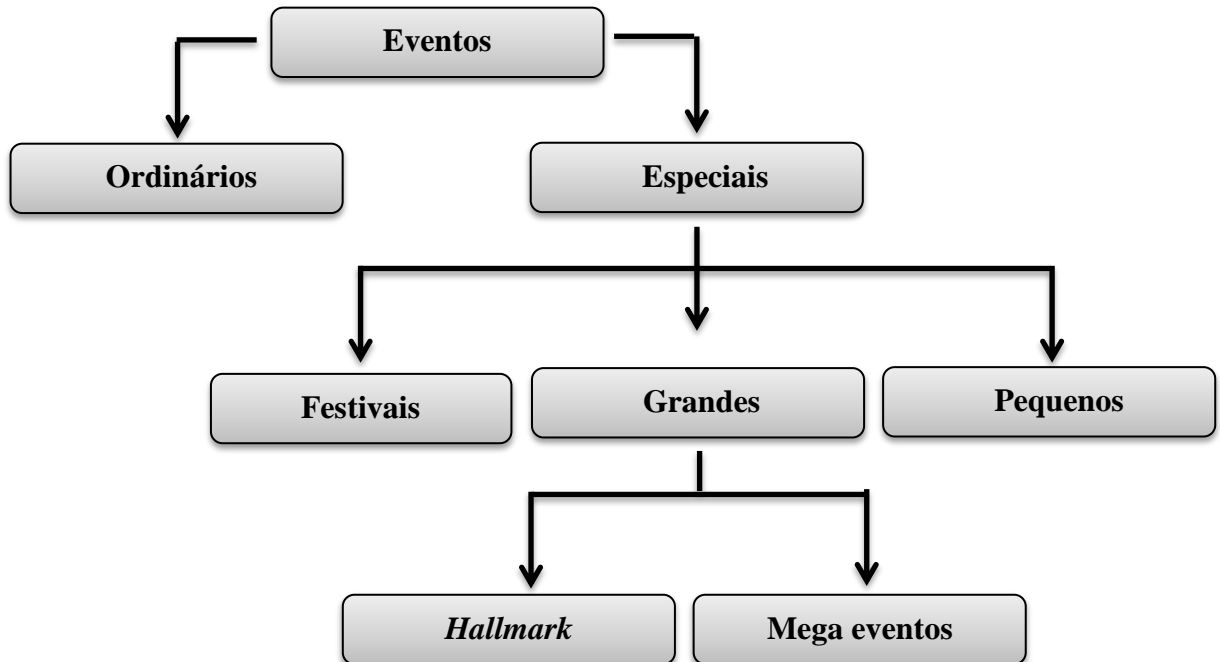 Eventos
Ordinários
Especiais
Festivais
Grandes
Pequenos
Hallmark
Mega eventos